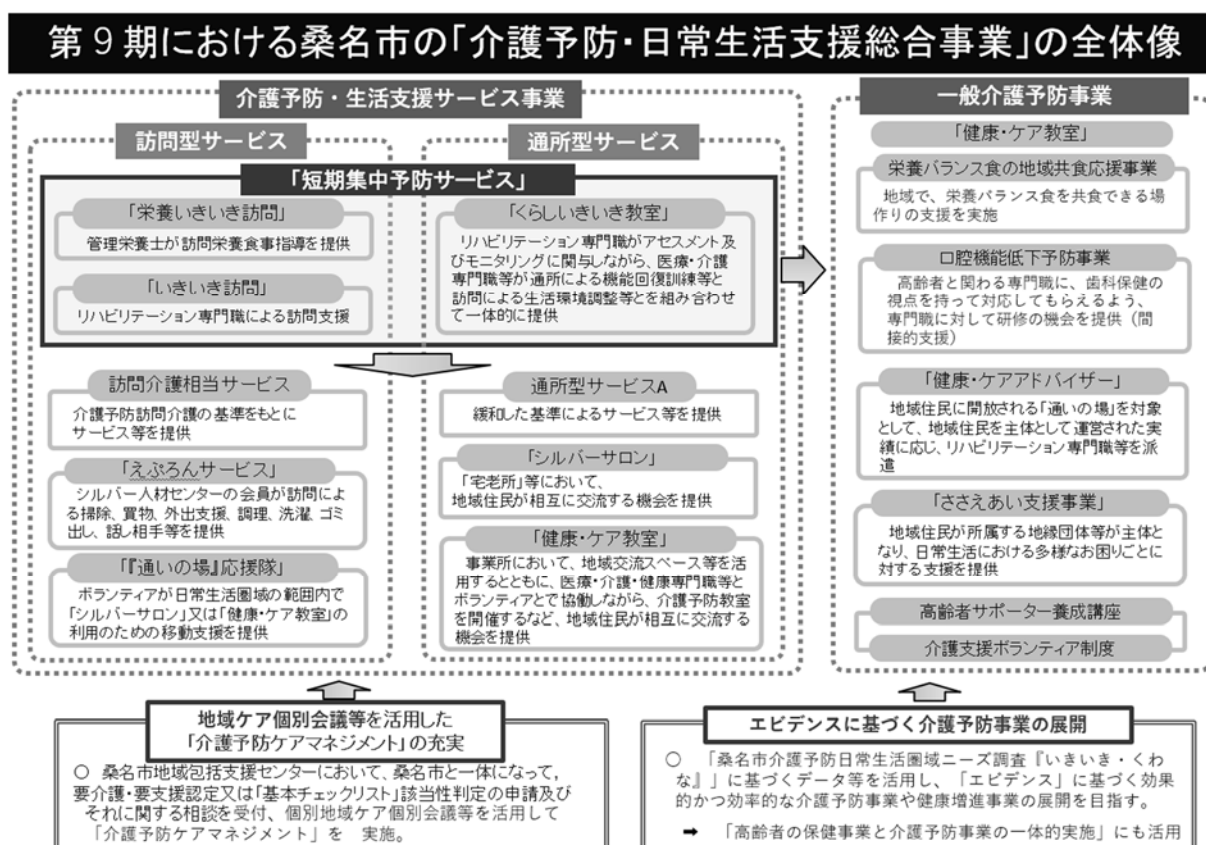 第９期における桑名市の「介護予防・日常生活支援総合事業」の全体像
介護予防・生活支援サービス事業
訪問型サービス
通所型サービス
「短期集中予防サービス」
「栄養いきいき訪問」
管理栄養士が訪問栄養食事指導を提供
「いきいき訪問」
リハビリテーション専門職による訪問支援
「くらしいきいき教室」
リハビリテーション専門職がアセスメント及
びモニタリングに関与しながら、医療・介護
専門職等が通所による機能回復訓練等と
訪問による生活環境調整等とを組み合わせ
て一体的に提供
訪問介護相当サービス
介護予防訪問介護の基準をもとに
サービス等を提供
「えぷろんサービス」
シルバー人材センターの会員が訪問によ
る掃除、買物、外出支援、調理、洗濯、ゴミ
出し、話し相手等を提供
「『通いの場』応援隊」
ボランティアが日常生活圏域の範囲内で
「シルバーサロン」又は「健康・ケア教室」の
利用のための移動支援を提供
通所型サービスA
緩和した基準によるサービス等を提供
「シルバーサロン」
「宅老所」等において、
地域住民が相互に交流する機会を提供
「健康・ケア教室」
事業所において、地域交流スペース等を活
用するとともに、医療・介護・健康専門職等と
ボランティアとで協働しながら、介護予防教室
を開催するなど、地域住民が相互に交流する
機会を提供
一般介護予防事業
「健康・ケア教室」
栄養バランス食の地域共食応援事業
地域で、栄養バランス食を共食できる場
作りの支援を実施
口腔機能低下予防事業
高齢者と関わる専門職に、歯科保健の
視点を持って対応してもらえるよう、
専門職に対して研修の機会を提供（間
接的支援）
「健康・ケアアドバイザー」
地域住民に開放される「通いの場」を対象
として、地域住民を主体として運営された実
績に応じ、リハビリテーション専門職等を派
遣
「ささえあい支援事業」
地域住民が所属する地縁団体等が主体と
なり、日常生活における多様なお困りごとに
対する支援を提供
高齢者サポーター養成講座
介護支援ボランティア制度
地域ケア個別会議等を活用した
「介護予防ケアマネジメント」の充実
○ 桑名市地域包括支援センターにおいて、桑名市と一体になって，
要介護・要支援認定又は「基本チェックリスト」該当性判定の申請及び
それに関する相談を受付、個別地域ケア個別会議等を活用して
「介護予防ケアマネジメント」を 実施。
エビデンスに基づく介護予防事業の展開
○ 「桑名市介護予防日常生活圏域ニーズ調査『いきいき・くわ
な』」に基づくデータ等を活用し、「エビデンス」に基づく効果
的かつ効率的な介護予防事業や健康増進事業の展開を目指す。
➡ 「高齢者の保健事業と介護予防事業の一体的実施」にも活用